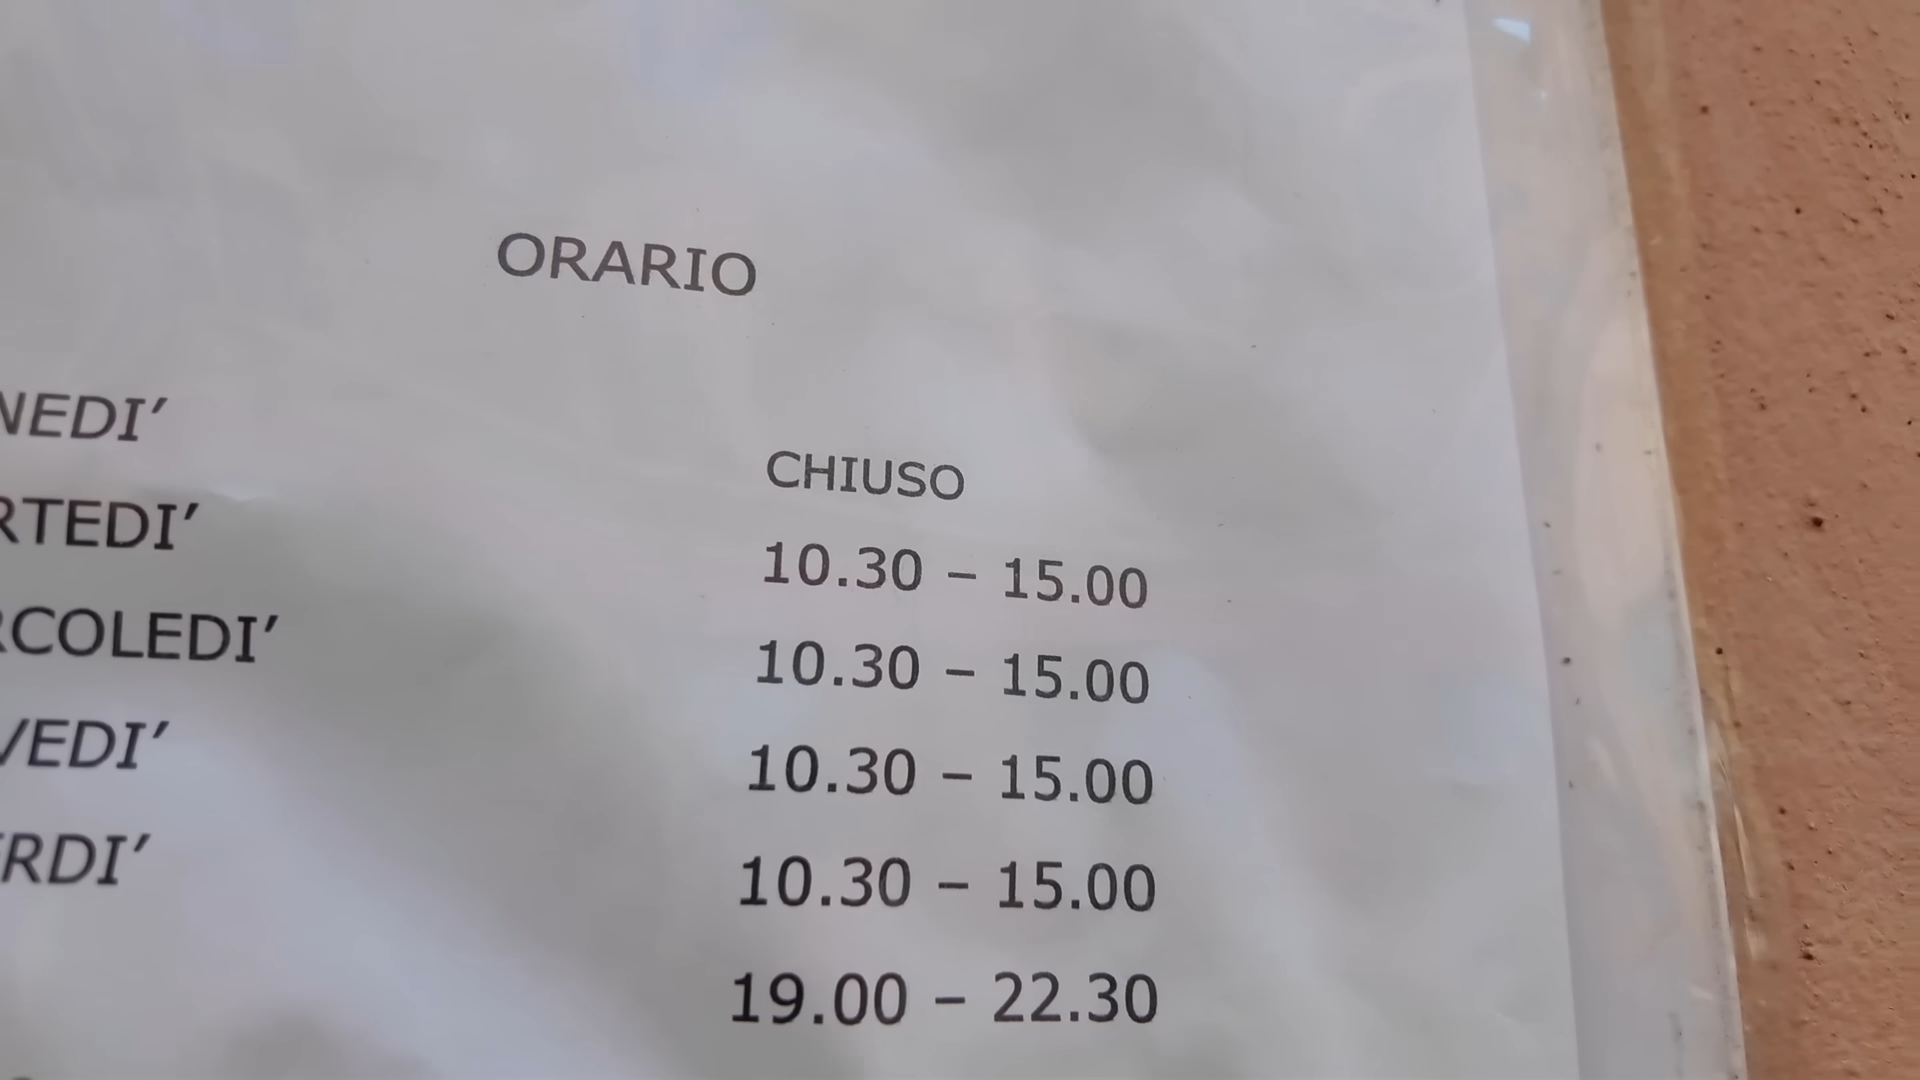 ORARIO
NEDI’ CHIUSO
RTEDI’ 10.30 – 15.00
RCOLEDI’ 10.30 – 15.00
VEDI’ 10.30 – 15.00
ERDI’ 10.30 – 15.00
19.00 – 22.30